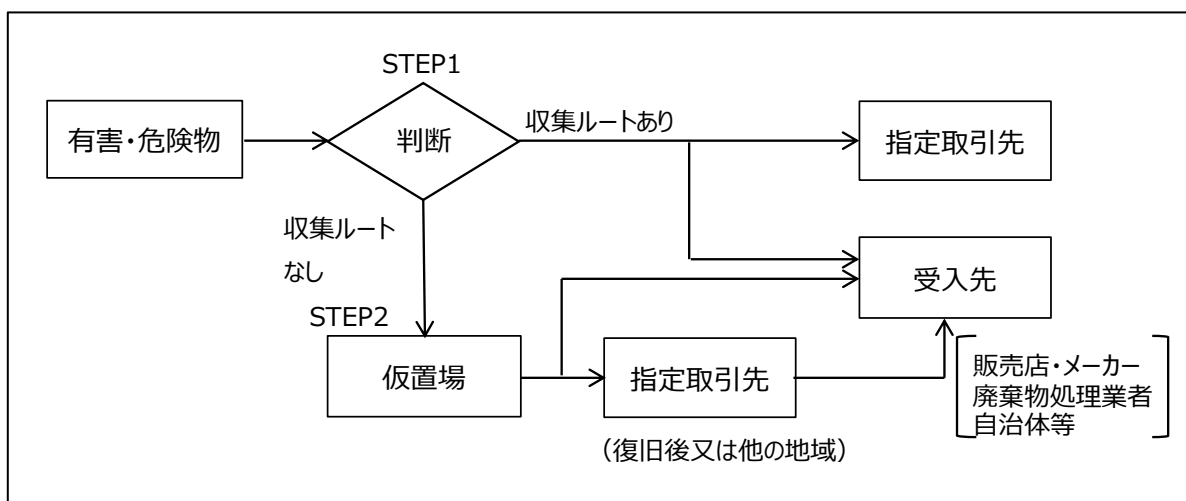 STEP1
有害・危険物
判断
収集ルートあり
指定取引先
収集ルート
なし
受入先
STEP2
仮置場
指定取引先
（復旧後又は他の地域）
販売店・メーカー
廃棄物処理業者
自治体等